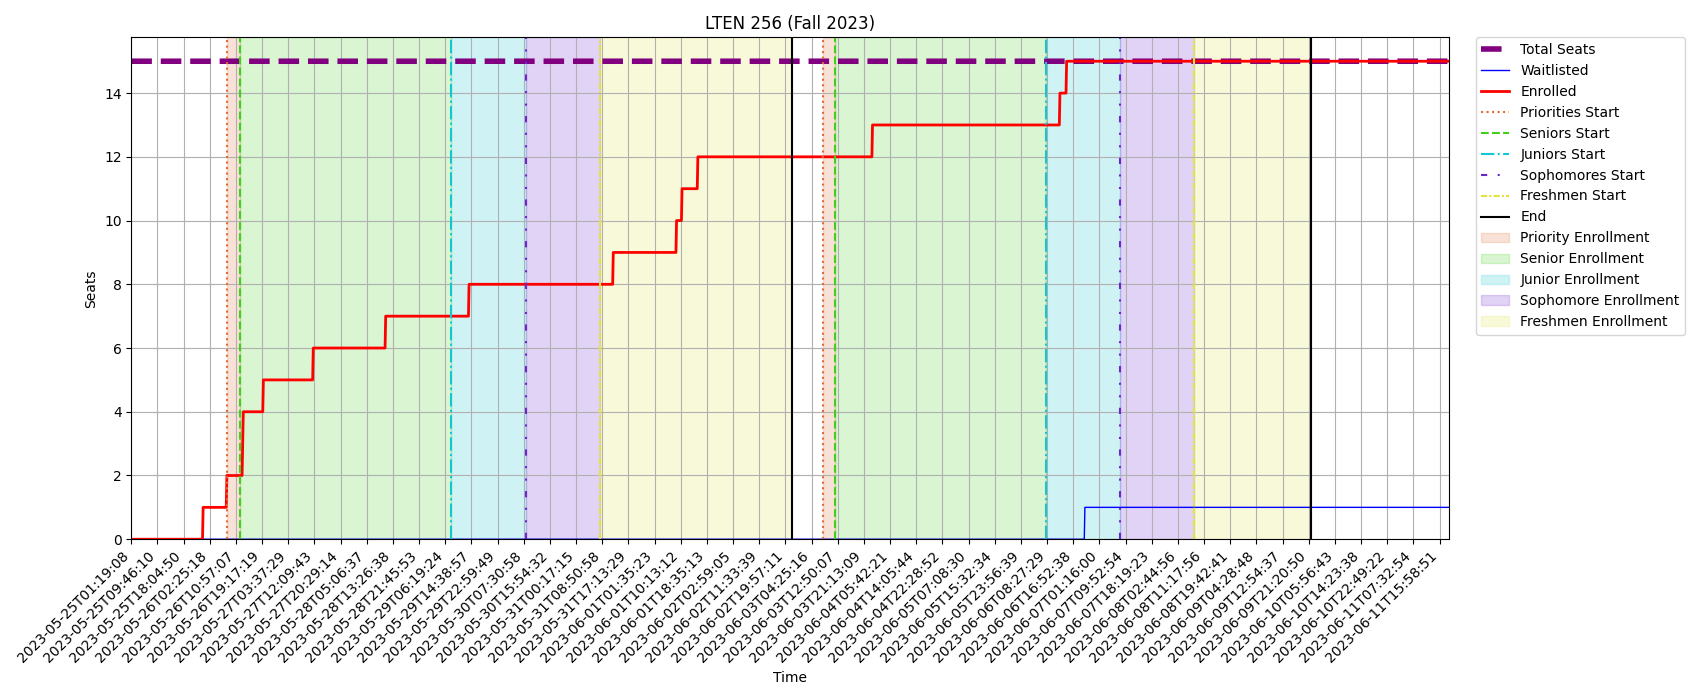 LTEN 256 (Fall 2023)
Total Seats
Waitlisted
Enrolled
Priorities Start
Seniors Start
Juniors Start
Sophomores Start
Freshmen Start
End
Priority Enrollment
Senior Enrollment
Junior Enrollment
Sophomore Enrollment
Freshmen Enrollment
Seats
14
12
10
8
6
4
2
0
2023-05-25T01:19:08
2023-05-25T09:46:10
2023-05-25T18:04:50
2023-05-26T02:25:18
2023-05-26T10:57:07
2023-05-26T19:17:19
2023-05-27T03:37:29
2023-05-27T12:09:43
2023-05-27T20:29:14
2023-05-28T05:06:37
2023-05-28T13:26:38
2023-05-28T21:45:53
2023-05-29T06:19:24
2023-05-29T14:38:57
2023-05-29T22:59:49
2023-05-30T07:30:58
2023-05-30T15:54:32
2023-05-31T00:17:15
2023-05-31T08:50:58
2023-05-31T17:13:29
2023-06-01T01:35:23
2023-06-01T10:13:12
2023-06-01T18:35:13
2023-06-02T02:59:05
2023-06-02T11:33:39
2023-06-02T19:57:11
2023-06-03T04:25:16
2023-06-03T12:50:07
2023-06-03T21:13:09
2023-06-04T05:42:21
2023-06-04T14:05:44
2023-06-04T22:28:52
2023-06-05T07:08:30
2023-06-05T15:32:34
2023-06-05T23:56:39
2023-06-06T08:27:29
2023-06-06T16:52:38
2023-06-07T01:16:00
2023-06-07T09:52:54
2023-06-07T18:19:23
2023-06-08T02:44:56
2023-06-08T11:17:56
2023-06-08T19:42:41
2023-06-09T04:28:48
2023-06-09T12:54:37
2023-06-09T21:20:50
2023-06-10T05:56:43
2023-06-10T14:23:38
2023-06-10T22:49:22
2023-06-11T07:32:54
2023-06-11T15:58:51
Time